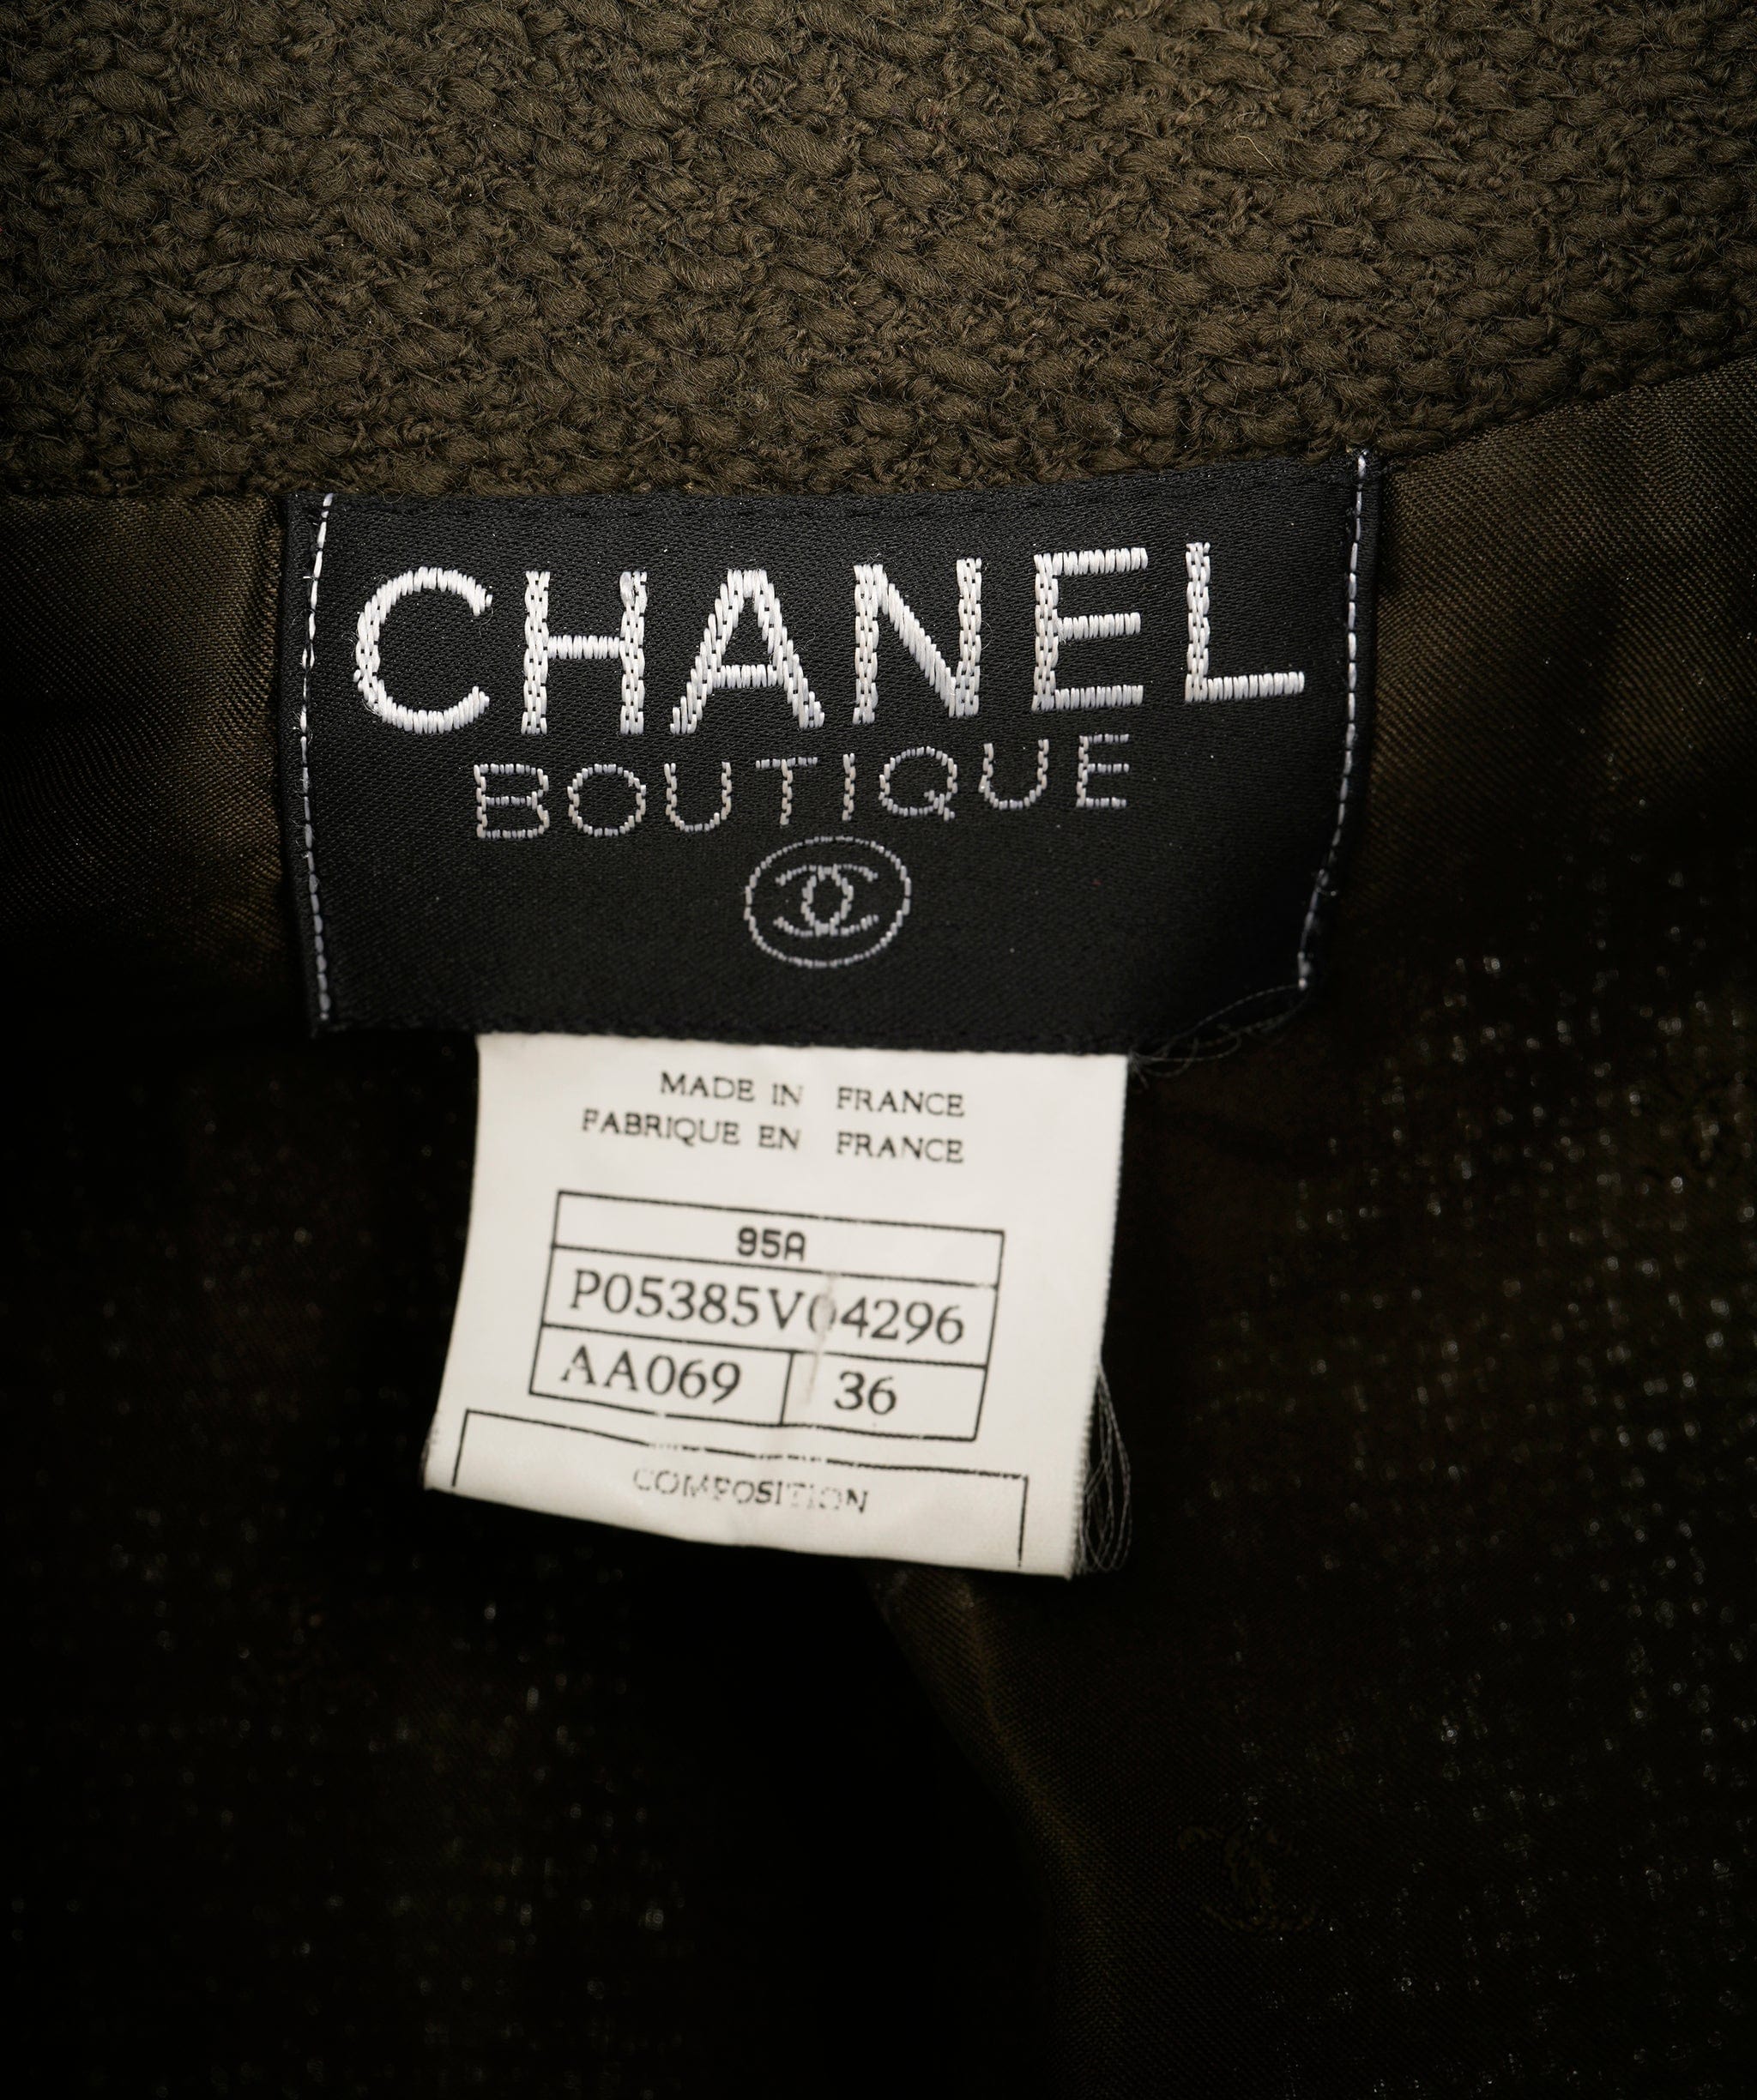 CHANEL
BOUTIQUE
MADE IN FRANCE
FABRIQUE EN FRANCE
95A
P05385V04296
AA069 36
COMPOSITION